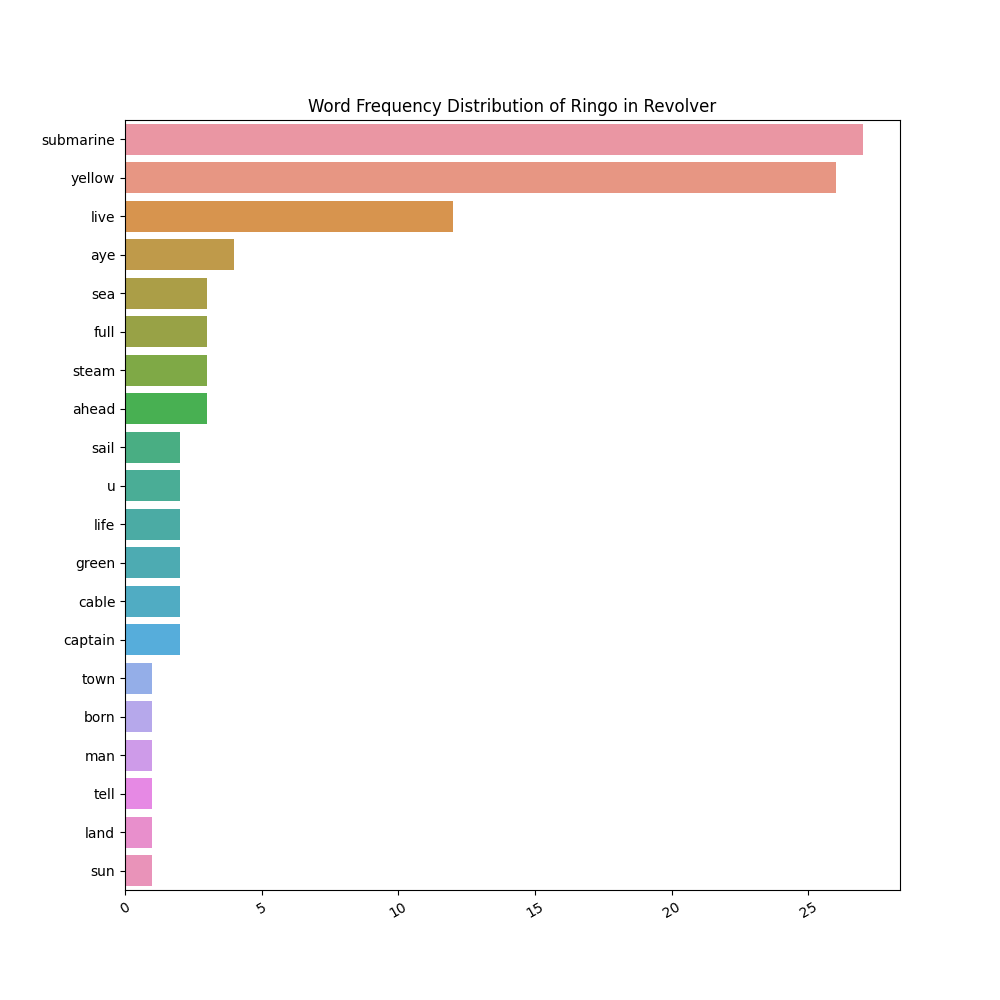 Word Frequency Distribution of Ringo in Revolver
submarine
yellow
live
aye
sea
full
steam
ahead
sail
u
life
green
cable
captain
town
born
man
tell
land
sun
0 5 10 15 20 25